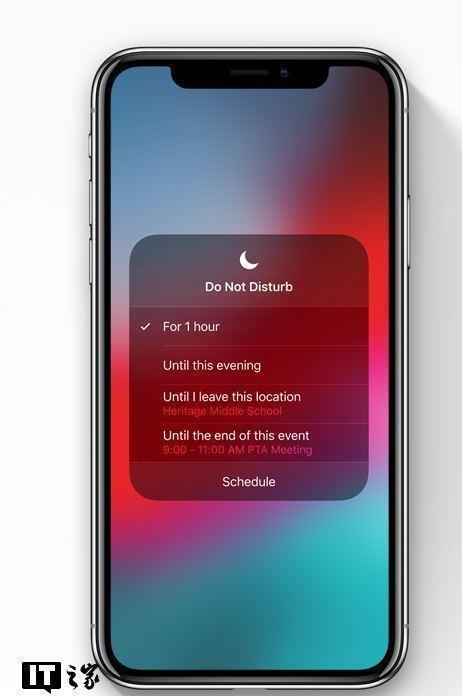 Do Not Disturb
For 1 hour
Until this evening
Until I leave this location
Heritage Middle School
Until the end of this event
9:00 - 11:00 AM PTA Meeting
Schedule
IT之家